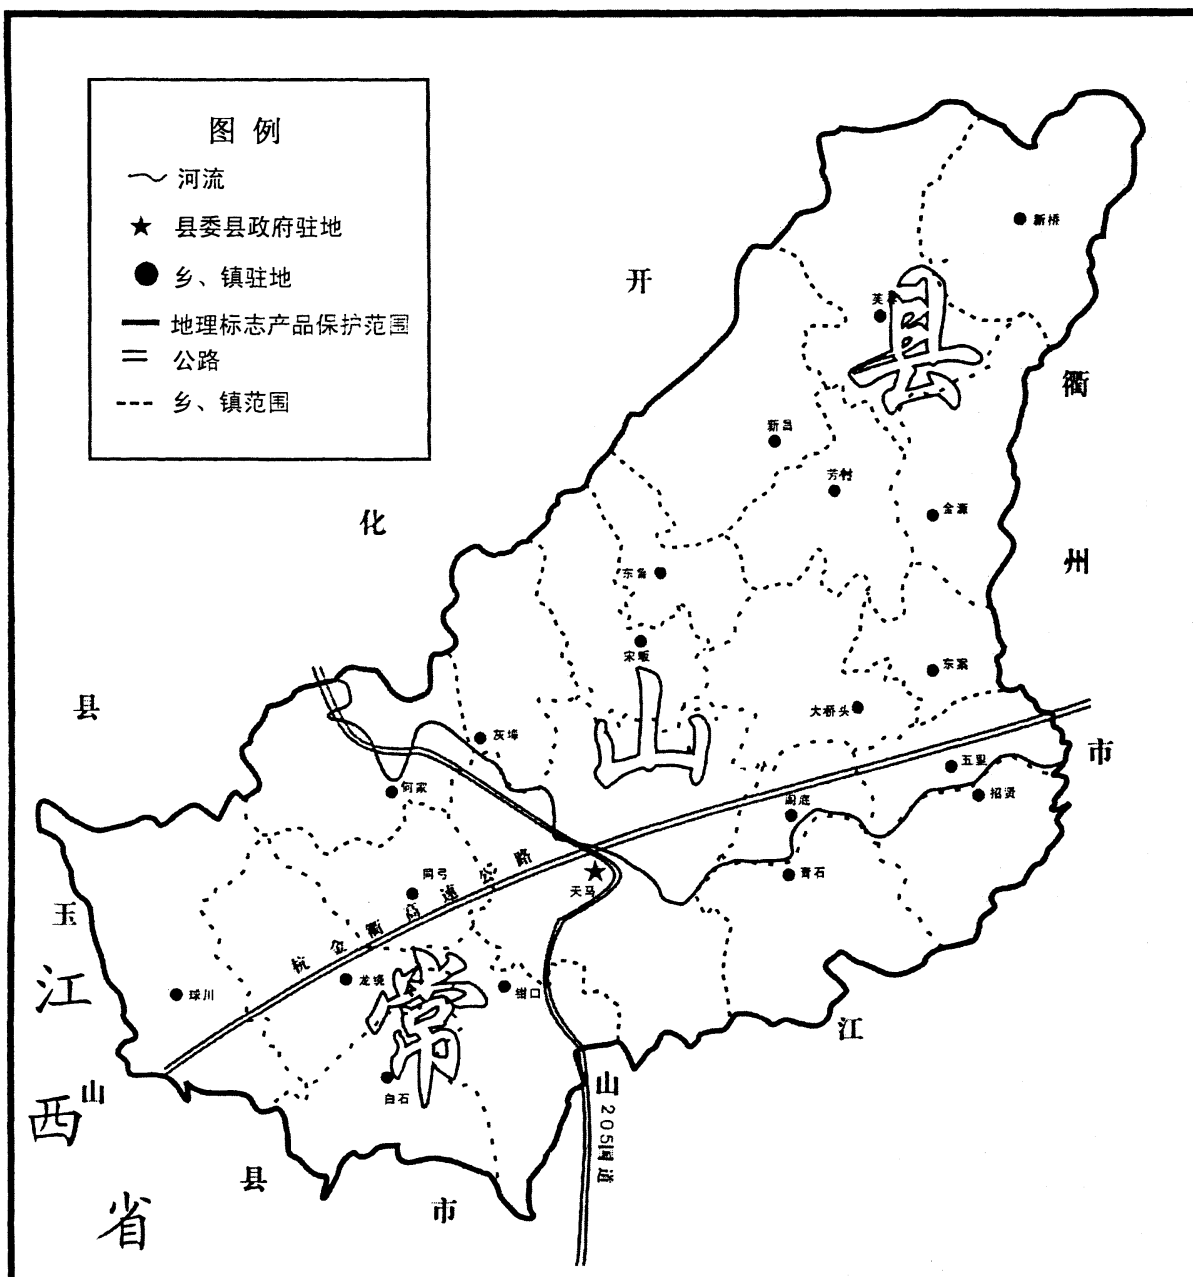 图例
河流
县委县政府驻地
乡、镇驻地
地理标志产品保护范围
公路
乡、镇范围
开
化
县
衢
州
市
新桥
新昌
芳村
金源
东鲁
宋畈
东案
大桥头
灰埠
何家
五里
招贤
阁底
青石
天马
同弓
杭金衢高速公路
龙绕
球川
钳口
白石
常
山
县
玉
山
县
江
西
省
江
山
市
205国道